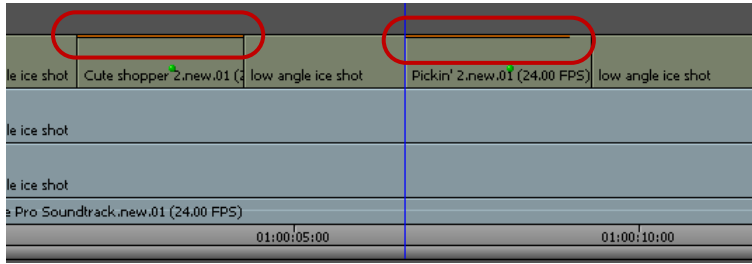 le ice shot Cute shopper 2.new.01 (2 low angle ice shot Pickin' 2.new.01 (24.00 FPS) low angle ice shot
le ice shot
le ice shot
e Pro Soundtrack.new.01 (24.00 FPS)
01:00:05:00 01:00:10:00